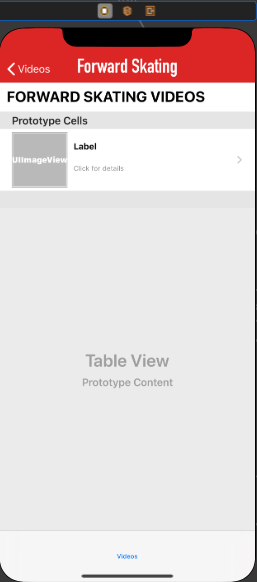 Videos
Forward Skating
FORWARD SKATING VIDEOS
Prototype Cells
UIImageView
Label
Click for details
Table View
Prototype Content
Videos